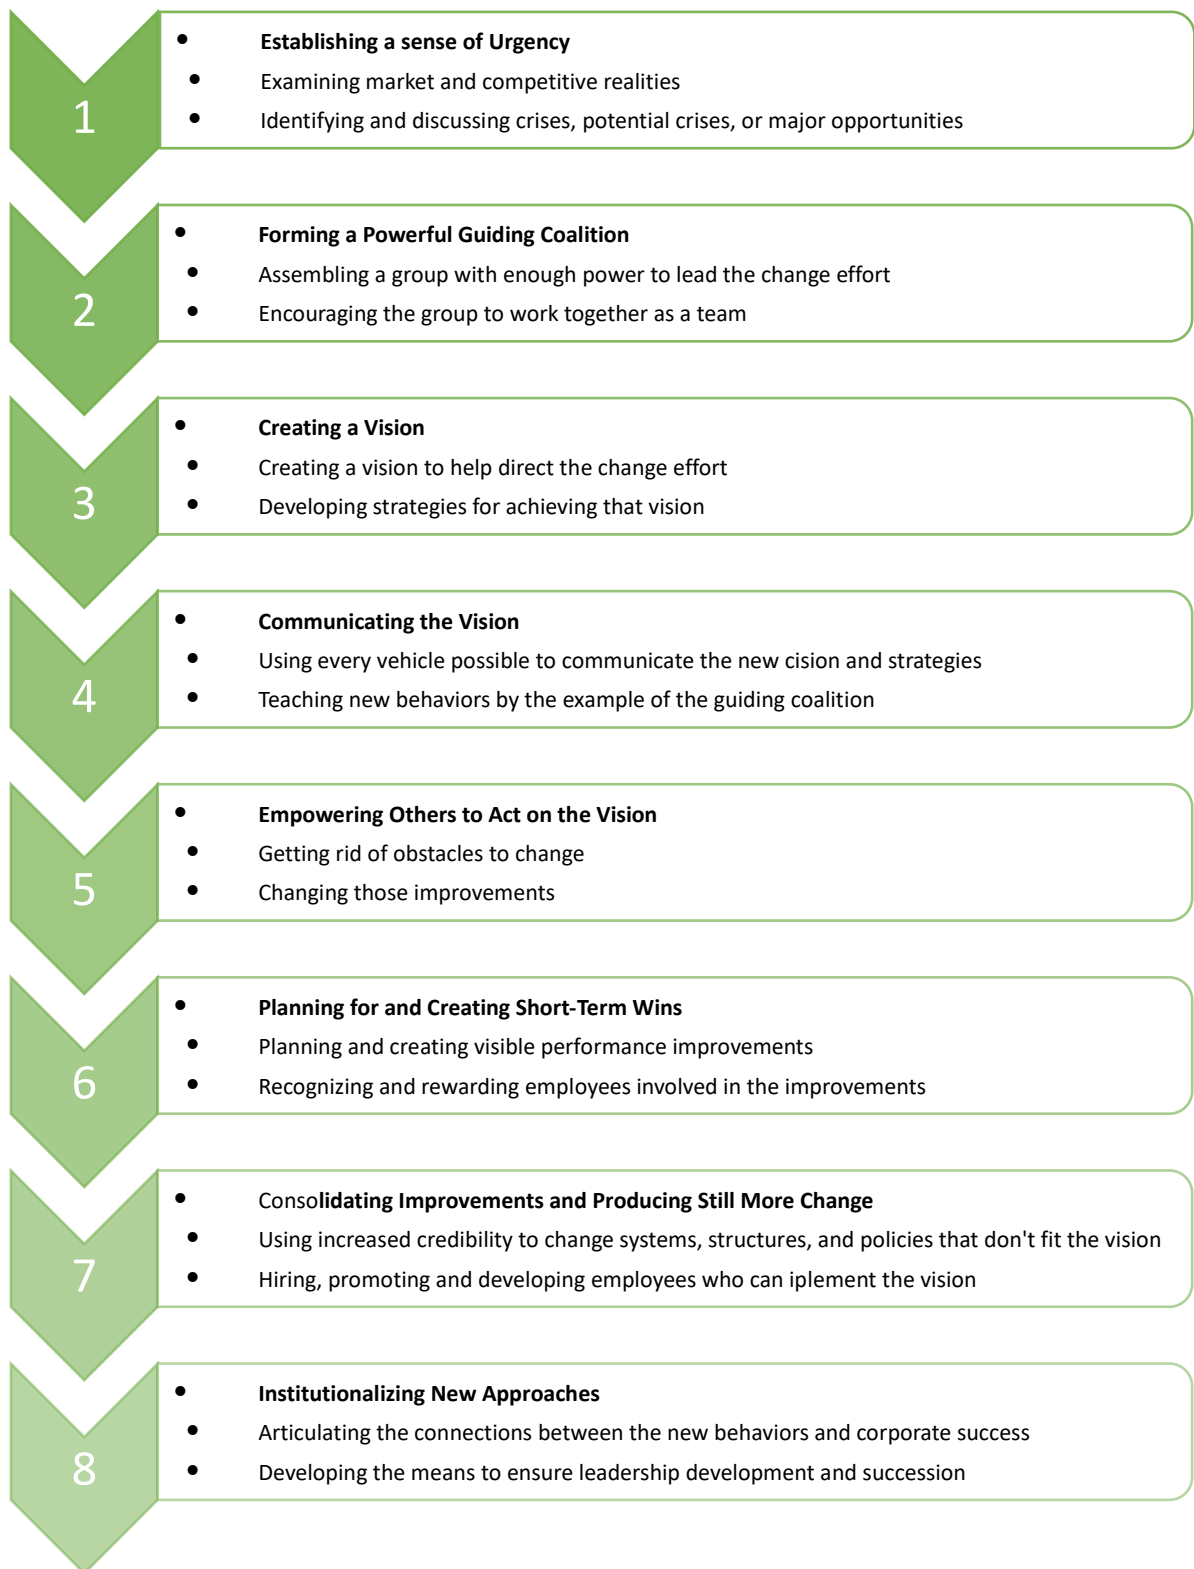 1
• Establishing a sense of Urgency
• Examining market and competitive realities
• Identifying and discussing crises, potential crises, or major opportunities
2
• Forming a Powerful Guiding Coalition
• Assembling a group with enough power to lead the change effort
• Encouraging the group to work together as a team
3
• Creating a Vision
• Creating a vision to help direct the change effort
• Developing strategies for achieving that vision
4
• Communicating the Vision
• Using every vehicle possible to communicate the new cision and strategies
• Teaching new behaviors by the example of the guiding coalition
5
• Empowering Others to Act on the Vision
• Getting rid of obstacles to change
• Changing those improvements
6
• Planning for and Creating Short-Term Wins
• Planning and creating visible performance improvements
• Recognizing and rewarding employees involved in the improvements
7
• Consolidating Improvements and Producing Still More Change
• Using increased credibility to change systems, structures, and policies that don't fit the vision
• Hiring, promoting and developing employees who can iplement the vision
8
• Institutionalizing New Approaches
• Articulating the connections between the new behaviors and corporate success
• Developing the means to ensure leadership development and succession